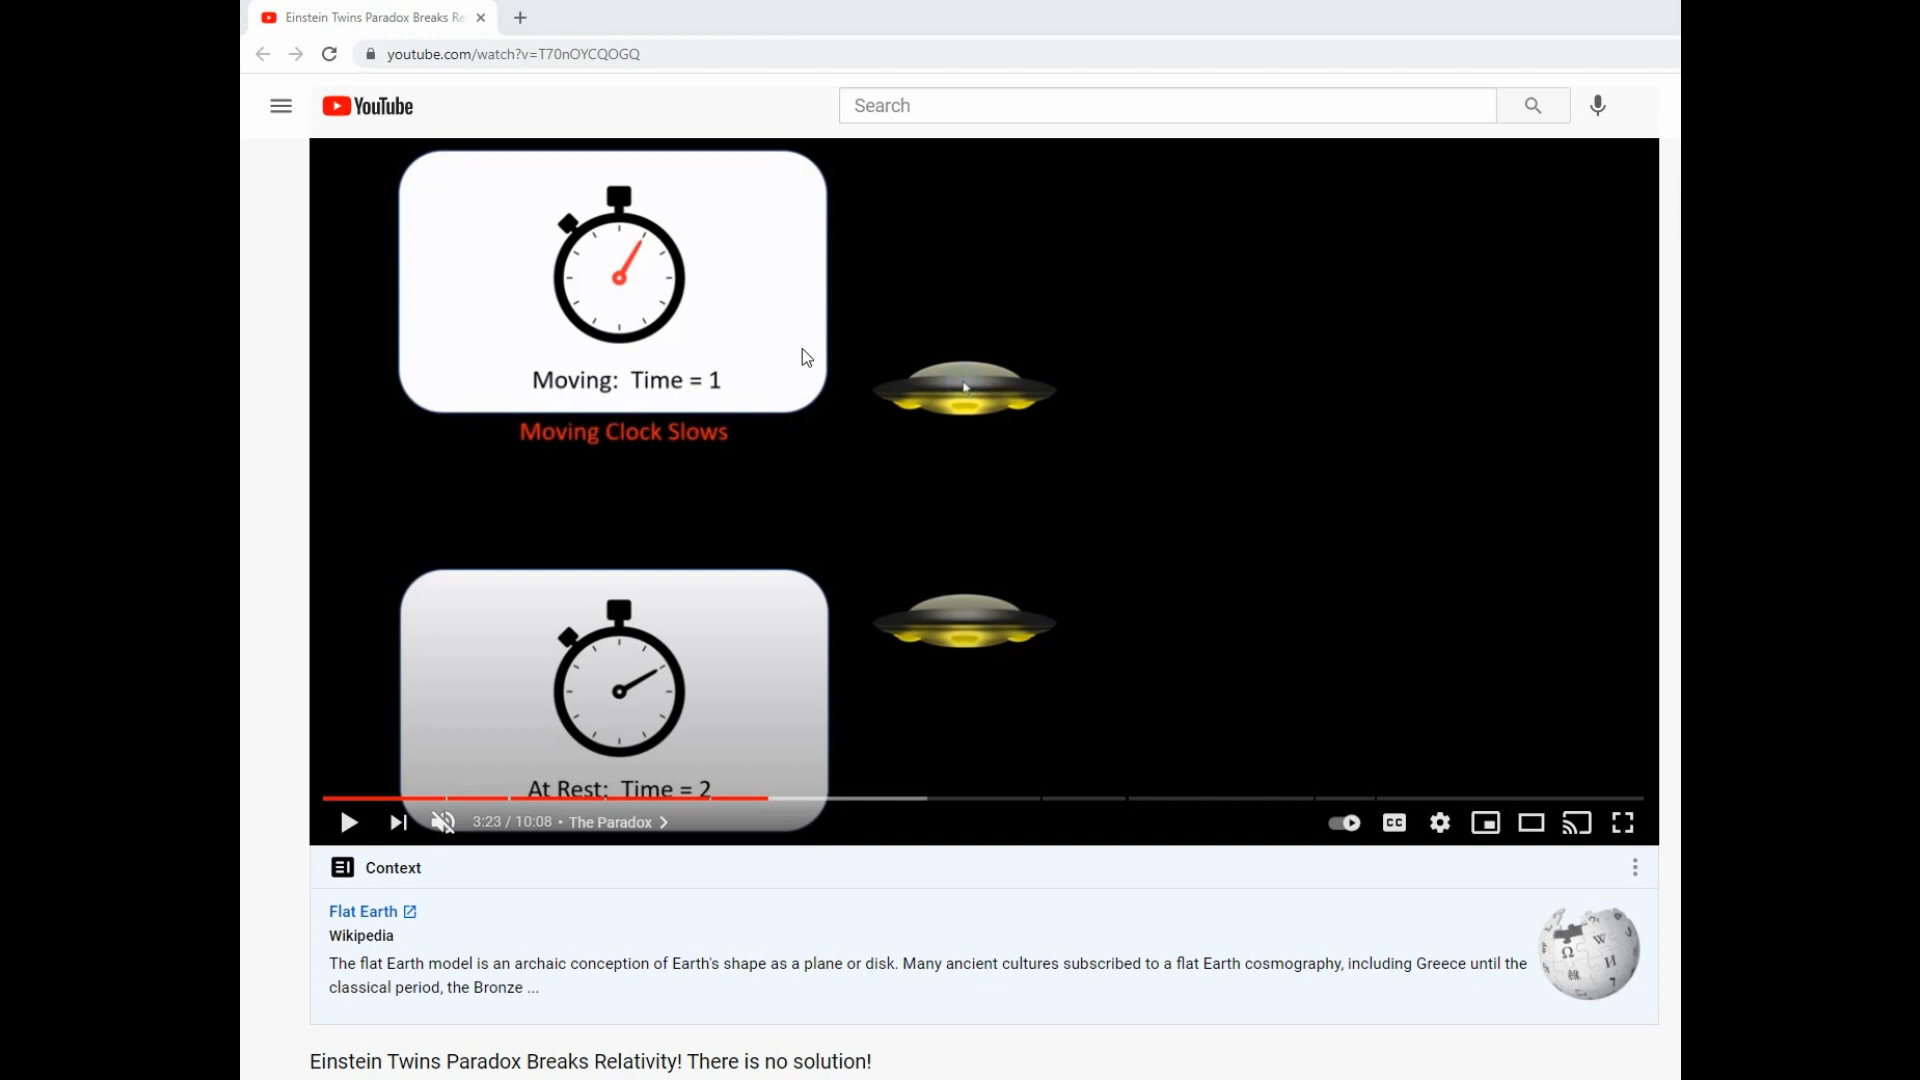 Einstein Twins Paradox Breaks Re
youtube.com/watch?v=T70nOYCQOGQ
YouTube
Search
Moving: Time = 1
Moving Clock Slows
At Rest: Time = 2
3:23 / 10:08 • The Paradox
CC
Context
Flat Earth
Wikipedia
The flat Earth model is an archaic conception of Earth's shape as a plane or disk. Many ancient cultures subscribed to a flat Earth cosmography, including Greece until the
classical period, the Bronze ...
Einstein Twins Paradox Breaks Relativity! There is no solution!